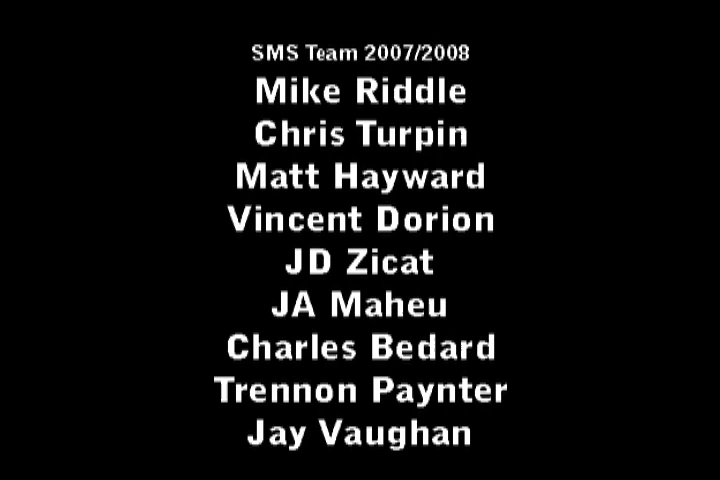 SMS Team 2007/2008
Mike Riddle
Chris Turpin
Matt Hayward
Vincent Dorion
JD Zicat
JA Maheu
Charles Bedard
Trennon Paynter
Jay Vaughan